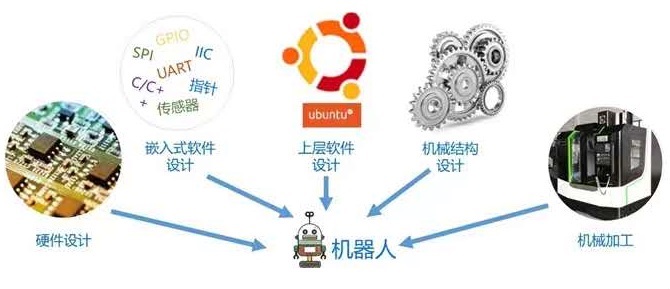 GPIO
SPI
IIC
UART
C/C+
+
指针
传感器
ubuntu®
嵌入式软件
设计
上层软件
设计
机械结构
设计
硬件设计
机器人
机械加工